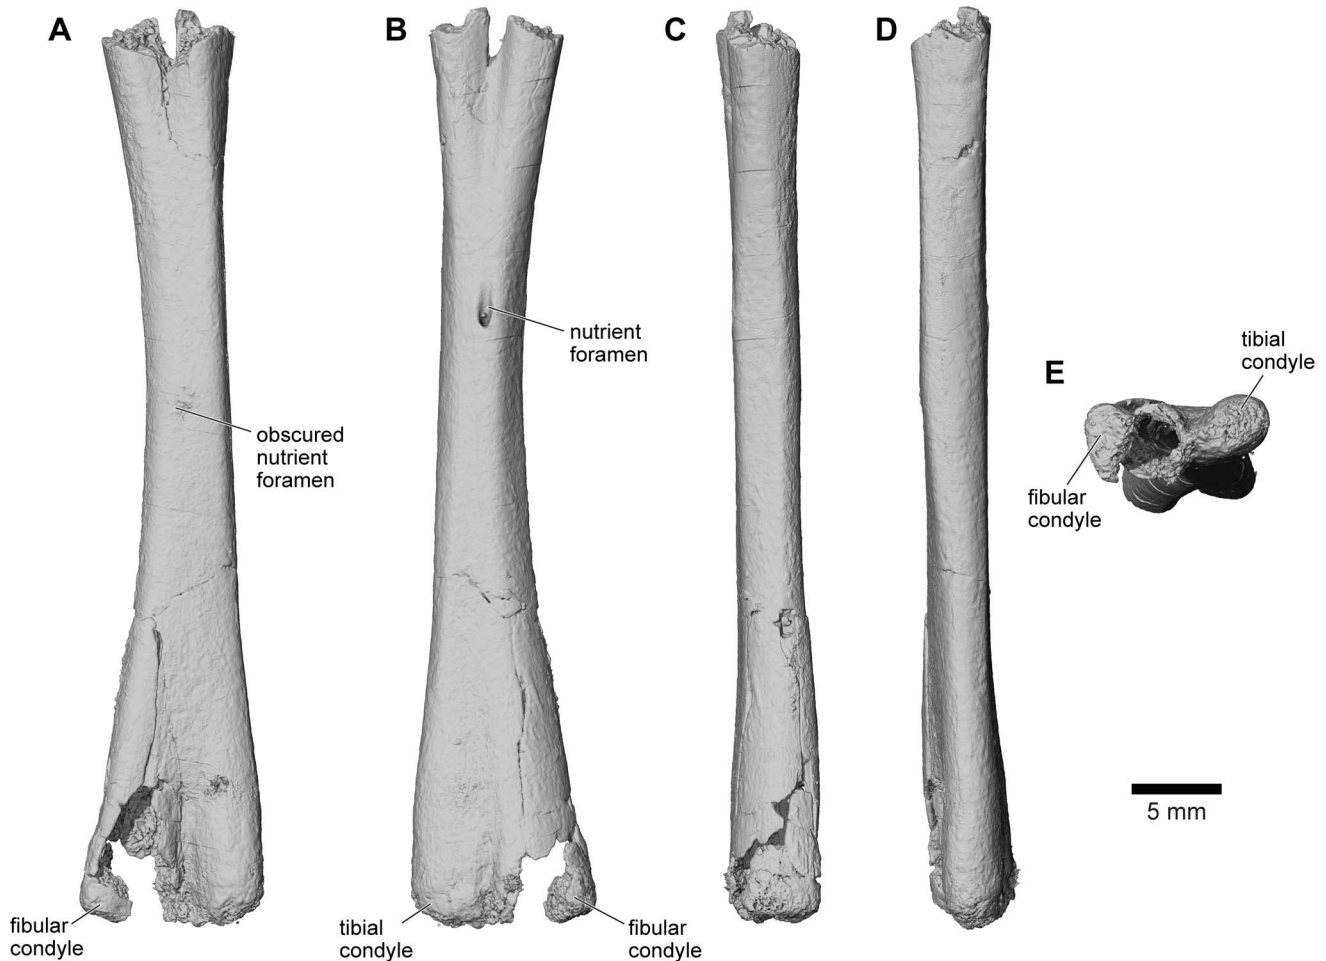 A
B
C
D
nutrient
foramen
obscured
nutrient
foramen
E
tibial
condyle
fibular
condyle
5 mm
fibular
condyle
tibial
condyle
fibular
condyle